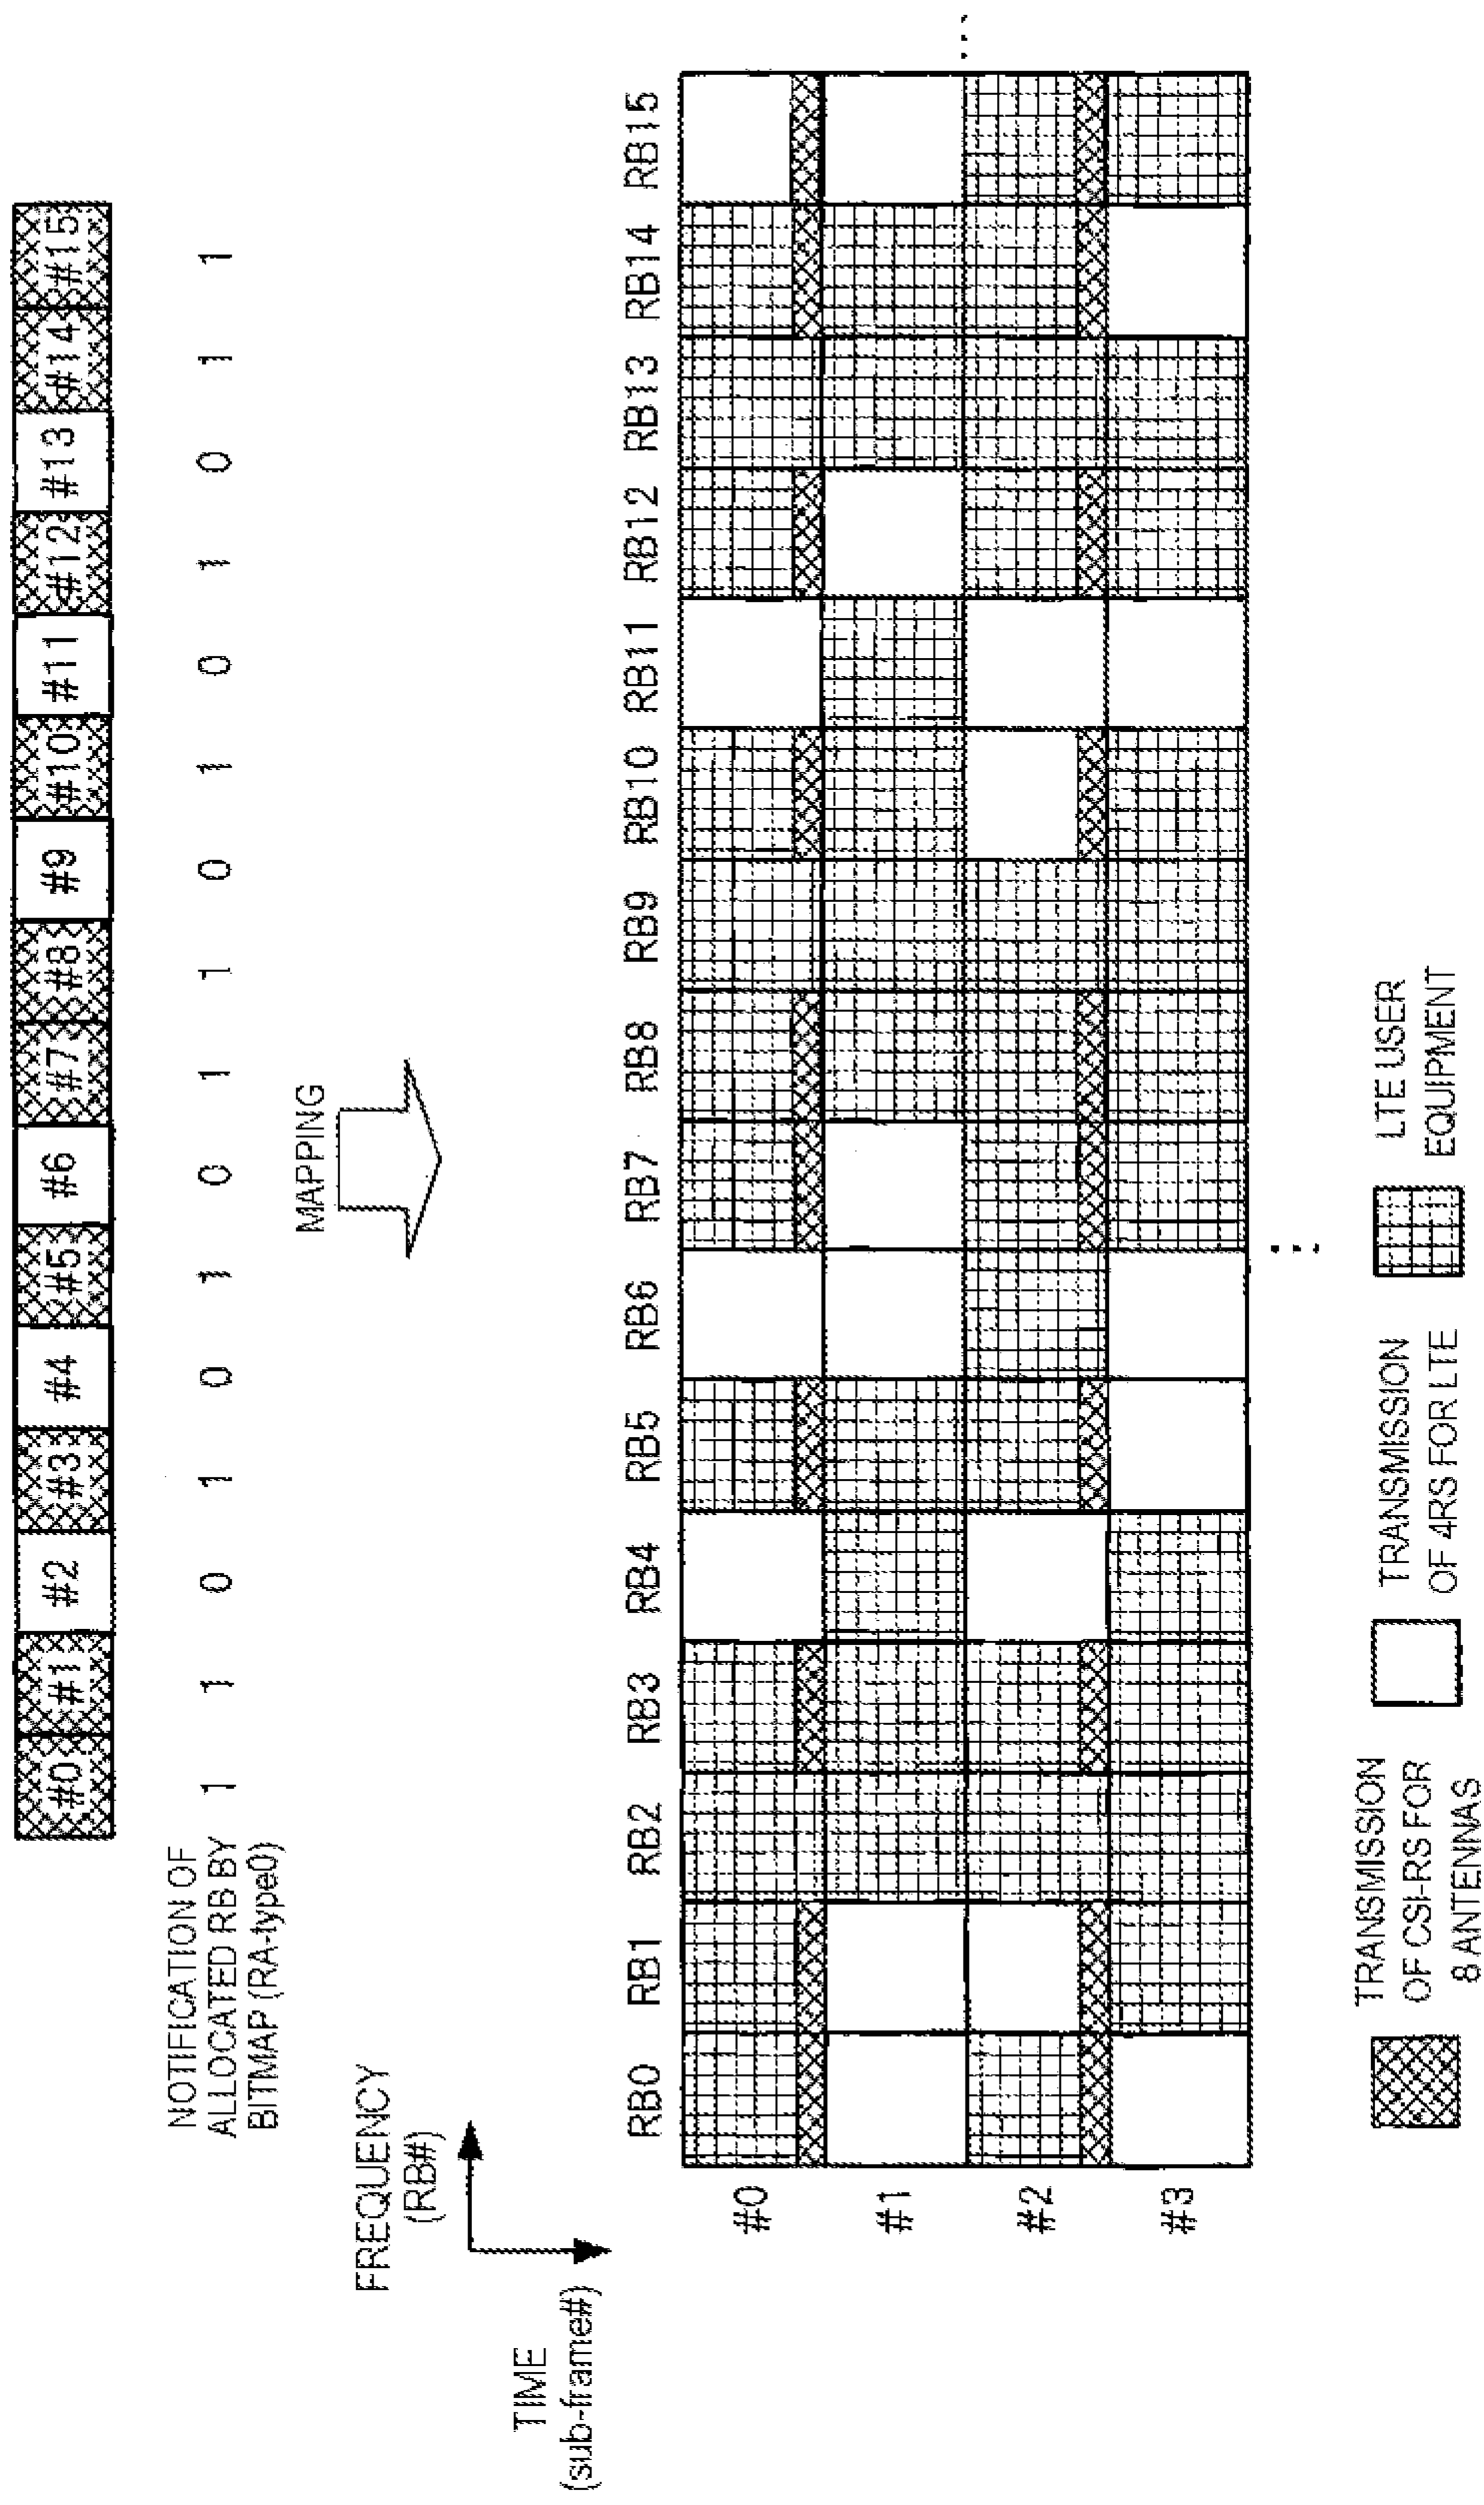 #0 #1 #2 #3 #4 #5 #6 #7 #8 #9 #10 #11 #12 #13 #14 #15
NOTIFICATION OF
ALLOCATED RB BY
BITMAP (RA-type0)
1 1 0 1 0 1 0 1 1 0 1 0 1 0 1 1
MAPPING
FREQUENCY
(RB#)
TIME
(sub-frame#)
RB0 RB1 RB2 RB3 RB4 RB5 RB6 RB7 RB8 RB9 RB10 RB11 RB12 RB13 RB14 RB15
#0
...
#1
#2
#3
...
TRANSMISSION
OF CSI-RS FOR
8 ANTENNAS
TRANSMISSION
OF 4RS FOR LTE
LTE USER
EQUIPMENT